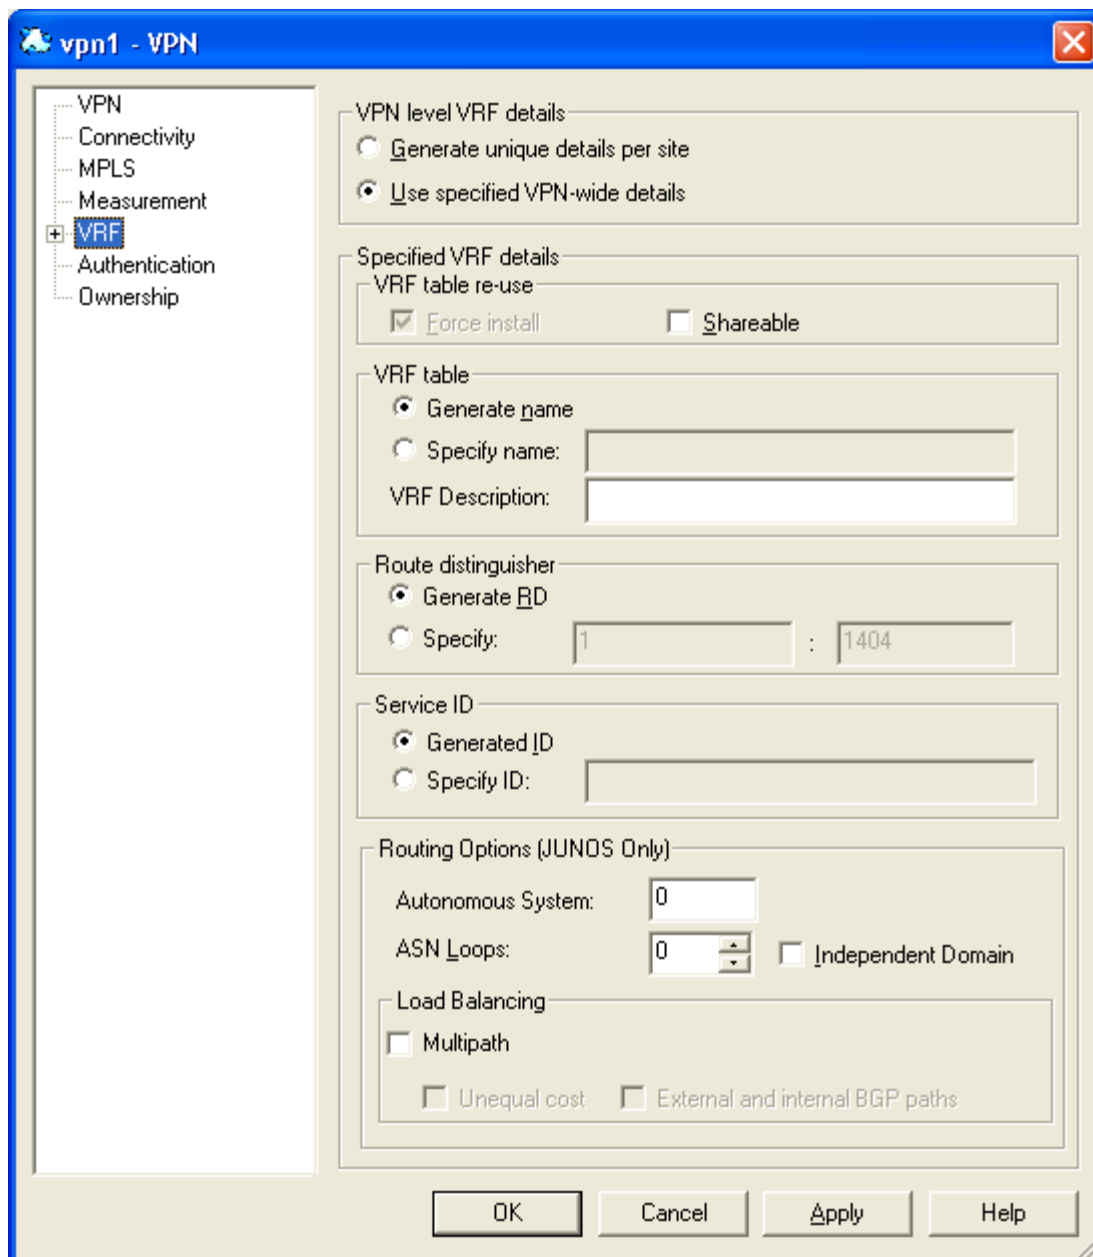 vpn1 - VPN
VPN
Connectivity
MPLS
Measurement
VRF
Authentication
Ownership
VPN level VRF details
Generate unique details per site
Use specified VPN-wide details
Specified VRF details
VRF table re-use
Force install Shareable
VRF table
Generate name
Specify name:
VRF Description:
Route distinguisher
Generate RD
Specify: 1 : 1404
Service ID
Generated ID
Specify ID:
Routing Options (JUNOS Only)
Autonomous System: 0
ASN Loops: 0 Independent Domain
Load Balancing
Multipath
Unequal cost External and internal BGP paths
OK Cancel Apply Help